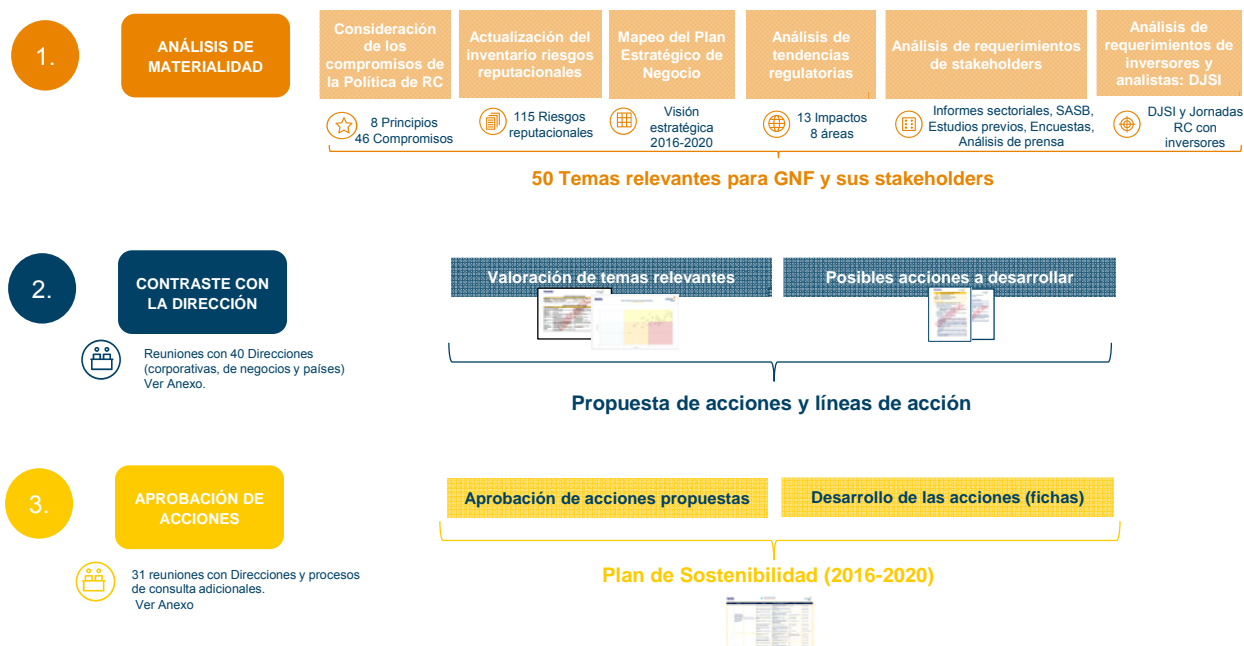 1.
ANÁLISIS DE
MATERIALIDAD
Consideración
de los
compromisos de
la Política de RC
8 Principios
46 Compromisos
Actualización del
inventario riesgos
reputacionales
115 Riesgos
reputacionales
Mapeo del Plan
Estratégico de
Negocio
Visión
estratégica
2016-2020
Análisis de
tendencias
regulatorias
13 Impactos
8 áreas
Análisis de requerimientos
de stakeholders
Informes sectoriales, SASB,
Estudios previos, Encuestas,
Análisis de prensa
Análisis de
requerimientos de
inversores y
analistas: DJSI
DJSI y Jornadas
RC con
inversores
50 Temas relevantes para GNF y sus stakeholders
2.
CONTRASTE CON
LA DIRECCIÓN
Reuniones con 40 Direcciones
(corporativas, de negocios y países)
Ver Anexo.
Valoración de temas relevantes
Posibles acciones a desarrollar
Propuesta de acciones y líneas de acción
3.
APROBACIÓN DE
ACCIONES
31 reuniones con Direcciones y procesos
de consulta adicionales.
Ver Anexo
Aprobación de acciones propuestas
Desarrollo de las acciones (fichas)
Plan de Sostenibilidad (2016-2020)